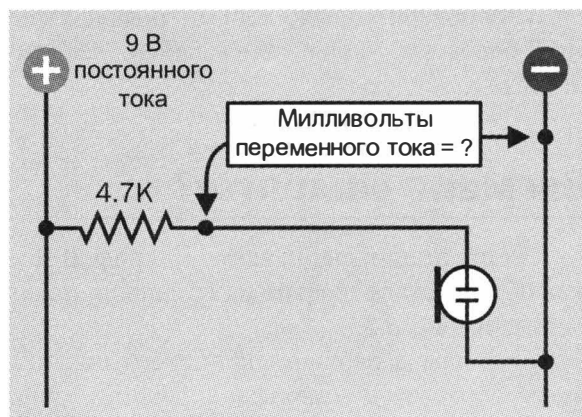 9 В
постоянного
тока
Милливольты
переменного тока = ?
4.7K